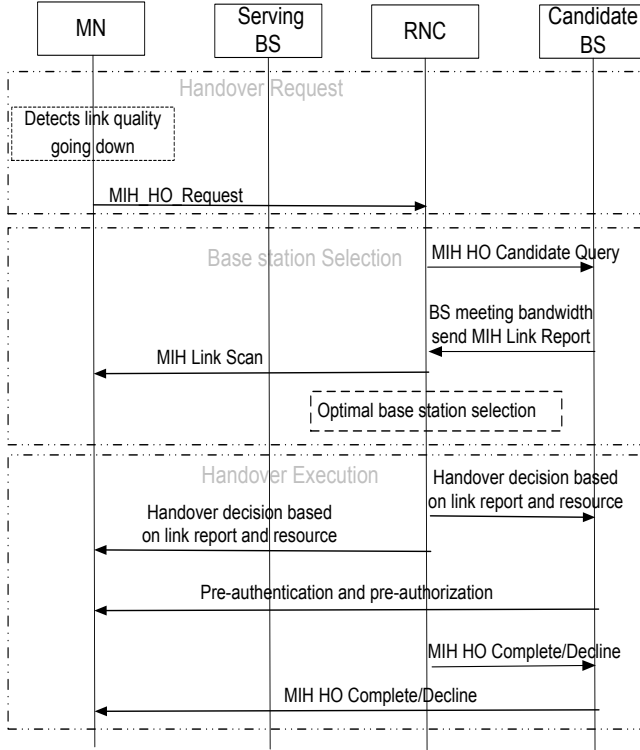 MN
Serving
BS
RNC
Candidate
BS
Handover Request
Detects link quality
going down
MIH_HO_Request
Base station Selection
MIH HO Candidate Query
BS meeting bandwidth
send MIH Link Report
MIH Link Scan
Optimal base station selection
Handover Execution
Handover decision based
on link report and resource
Handover decision based
on link report and resource
Pre-authentication and pre-authorization
MIH HO Complete/Decline
MIH HO Complete/Decline